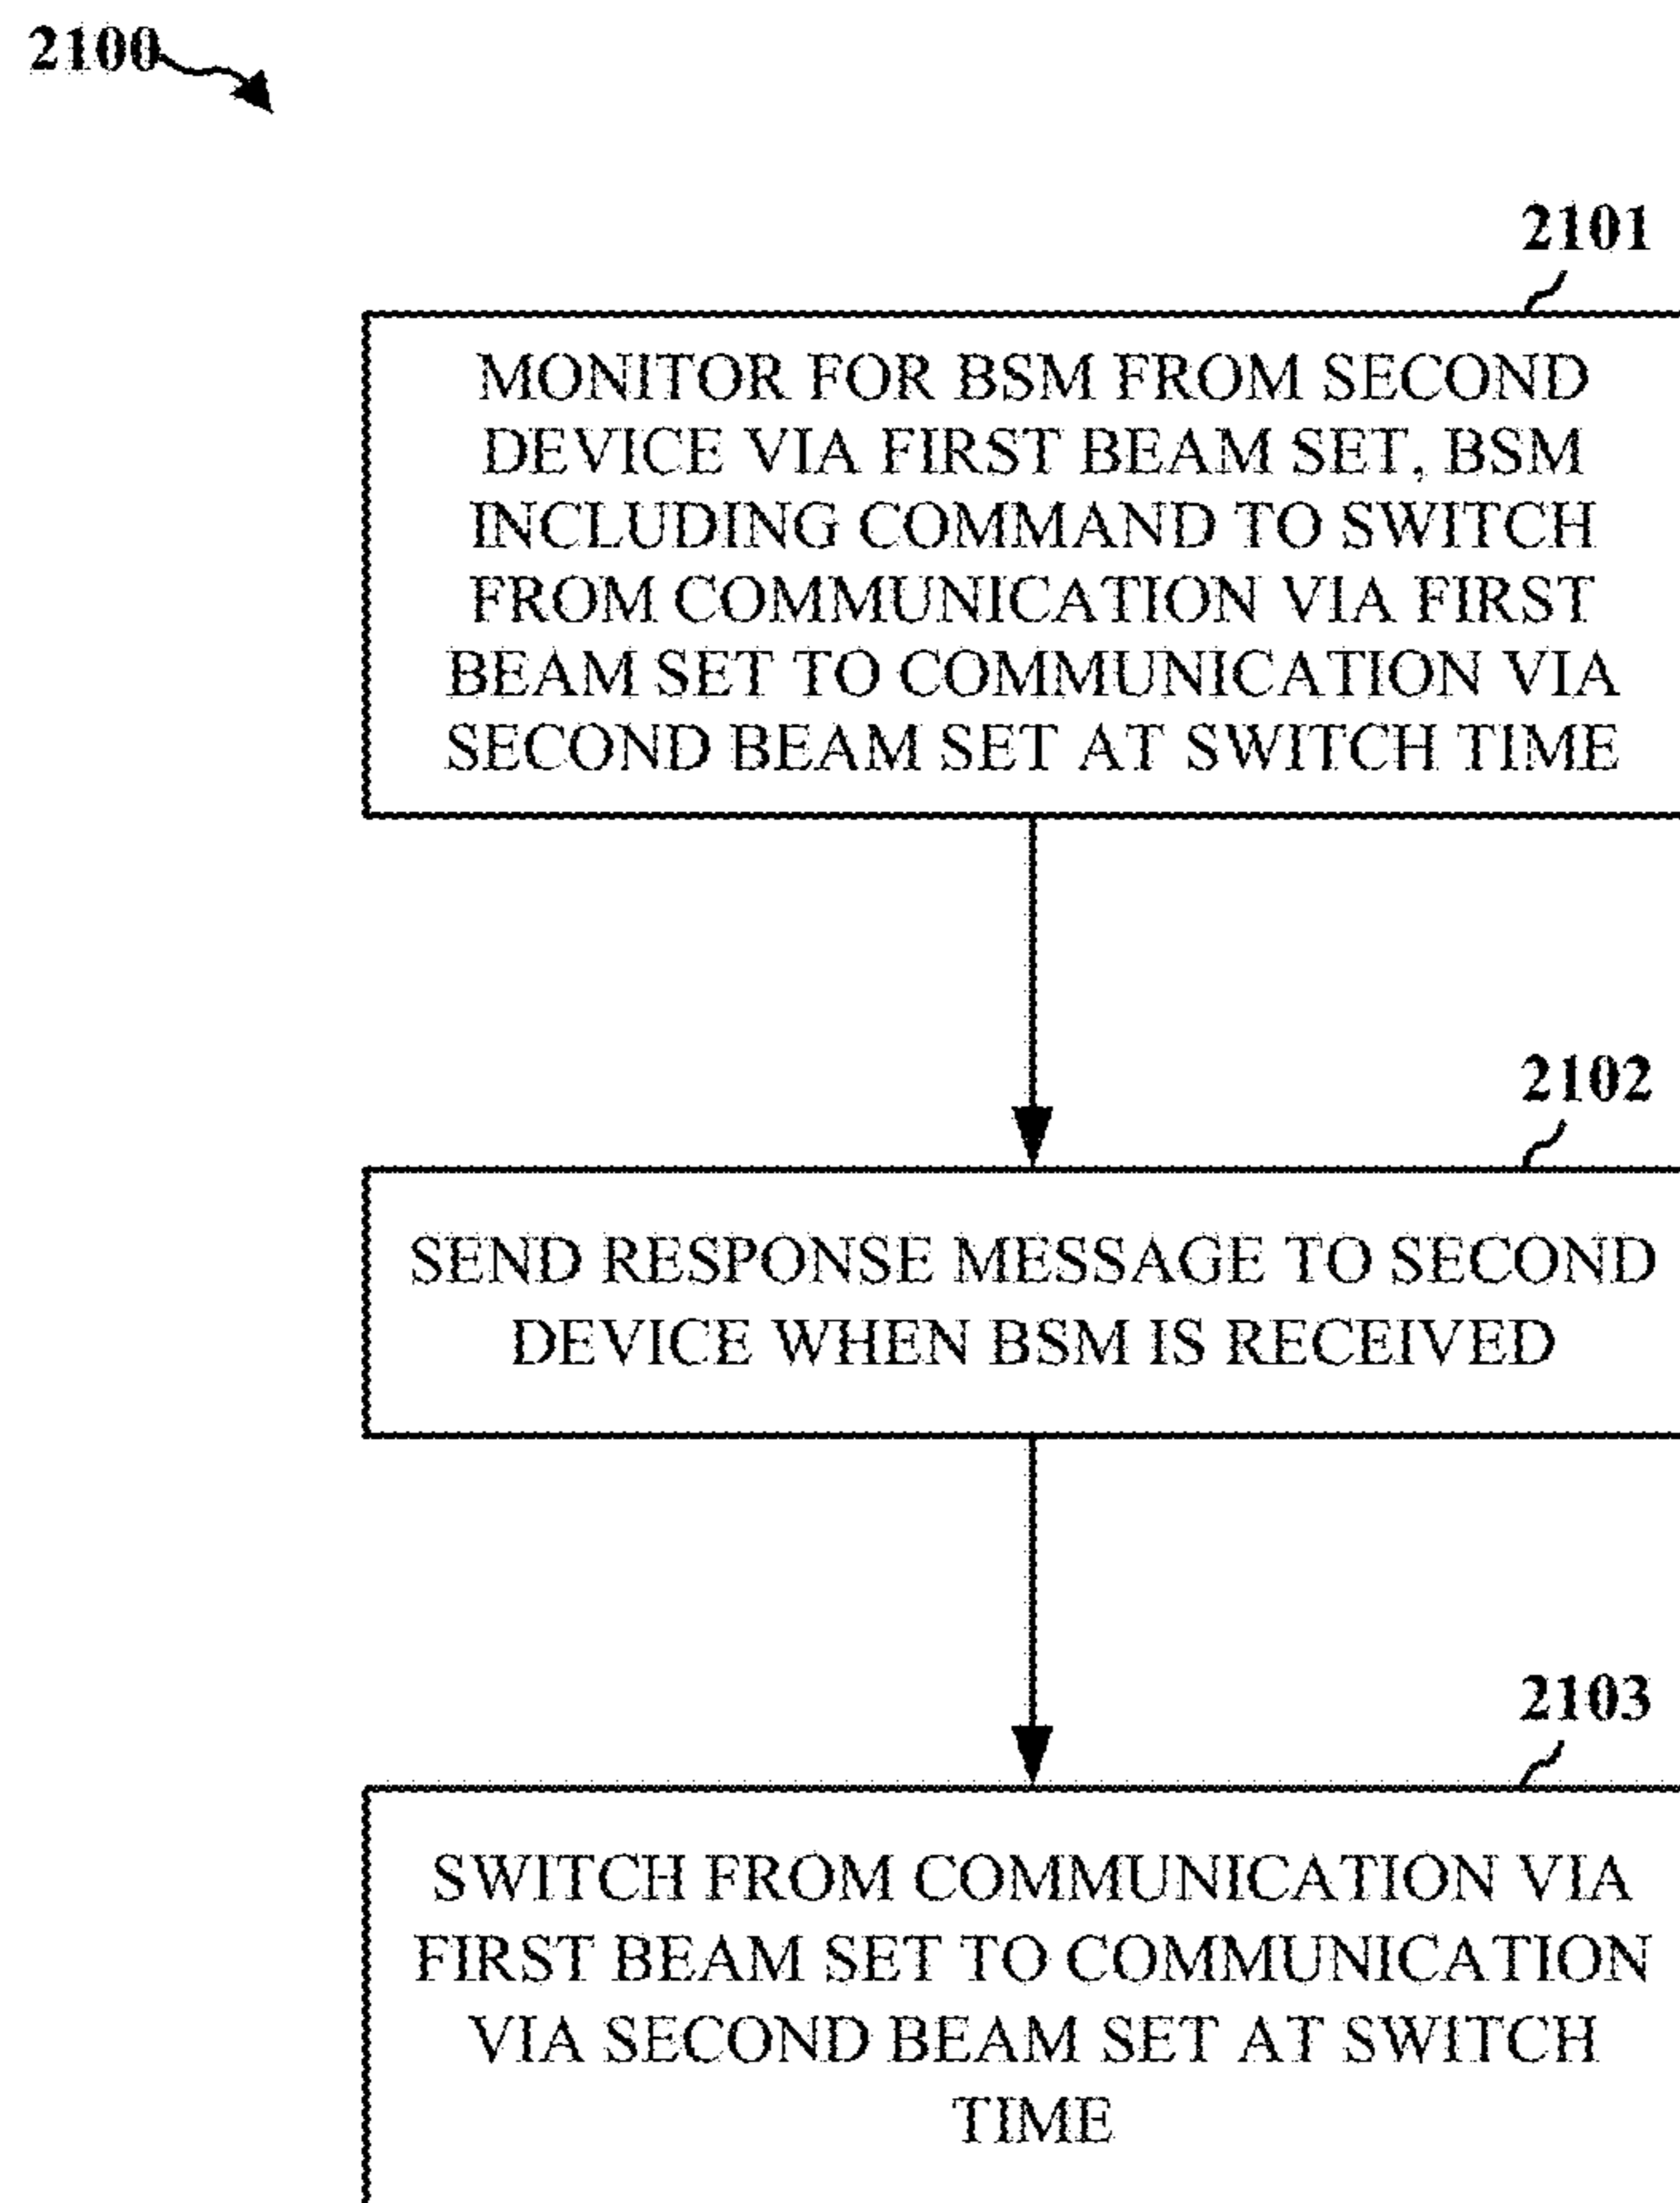 2100
2101
MONITOR FOR BSM FROM SECOND
DEVICE VIA FIRST BEAM SET, BSM
INCLUDING COMMAND TO SWITCH
FROM COMMUNICATION VIA FIRST
BEAM SET TO COMMUNICATION VIA
SECOND BEAM SET AT SWITCH TIME
2102
SEND RESPONSE MESSAGE TO SECOND
DEVICE WHEN BSM IS RECEIVED
2103
SWITCH FROM COMMUNICATION VIA
FIRST BEAM SET TO COMMUNICATION
VIA SECOND BEAM SET AT SWITCH
TIME